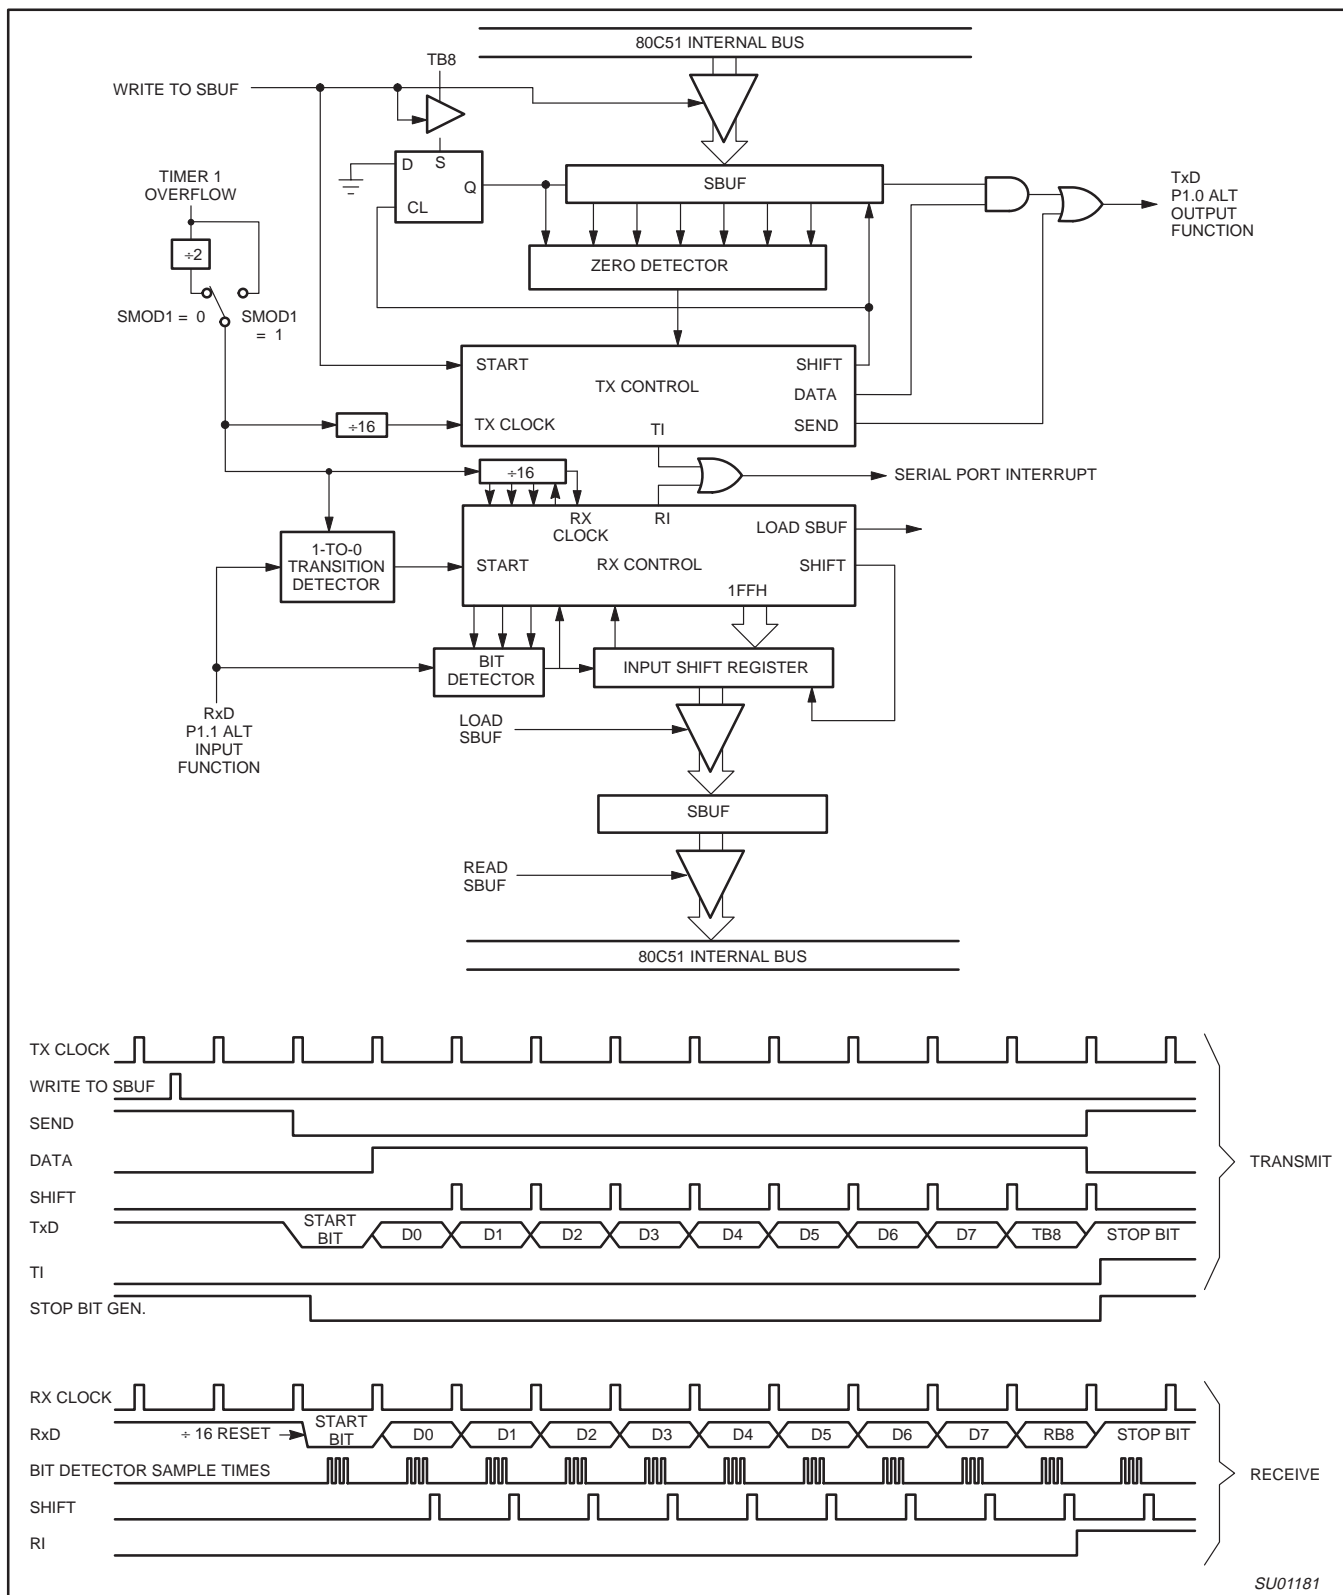 80C51 INTERNAL BUS
TB8
WRITE TO SBUF
D
S
Q
CL
SBUF
TxD
P1.0 ALT
OUTPUT
FUNCTION
TIMER 1
OVERFLOW
÷2
ZERO DETECTOR
SMOD1 = 0
SMOD1
= 1
START
SHIFT
TX CONTROL
DATA
÷16
TX CLOCK
TI
SEND
÷16
SERIAL PORT INTERRUPT
RX
CLOCK
RI
LOAD SBUF
1-TO-0
TRANSITION
DETECTOR
START
RX CONTROL
SHIFT
1FFH
BIT
DETECTOR
INPUT SHIFT REGISTER
RxD
P1.1 ALT
INPUT
FUNCTION
LOAD
SBUF
SBUF
READ
SBUF
80C51 INTERNAL BUS
TX CLOCK
WRITE TO SBUF
SEND
DATA
TRANSMIT
SHIFT
TxD
START
BIT
D0 D1 D2 D3 D4 D5 D6 D7 TB8 STOP BIT
TI
STOP BIT GEN.
RX CLOCK
RxD
÷ 16 RESET
START
BIT
D0 D1 D2 D3 D4 D5 D6 D7 RB8 STOP BIT
BIT DETECTOR SAMPLE TIMES
RECEIVE
SHIFT
RI
SU01181